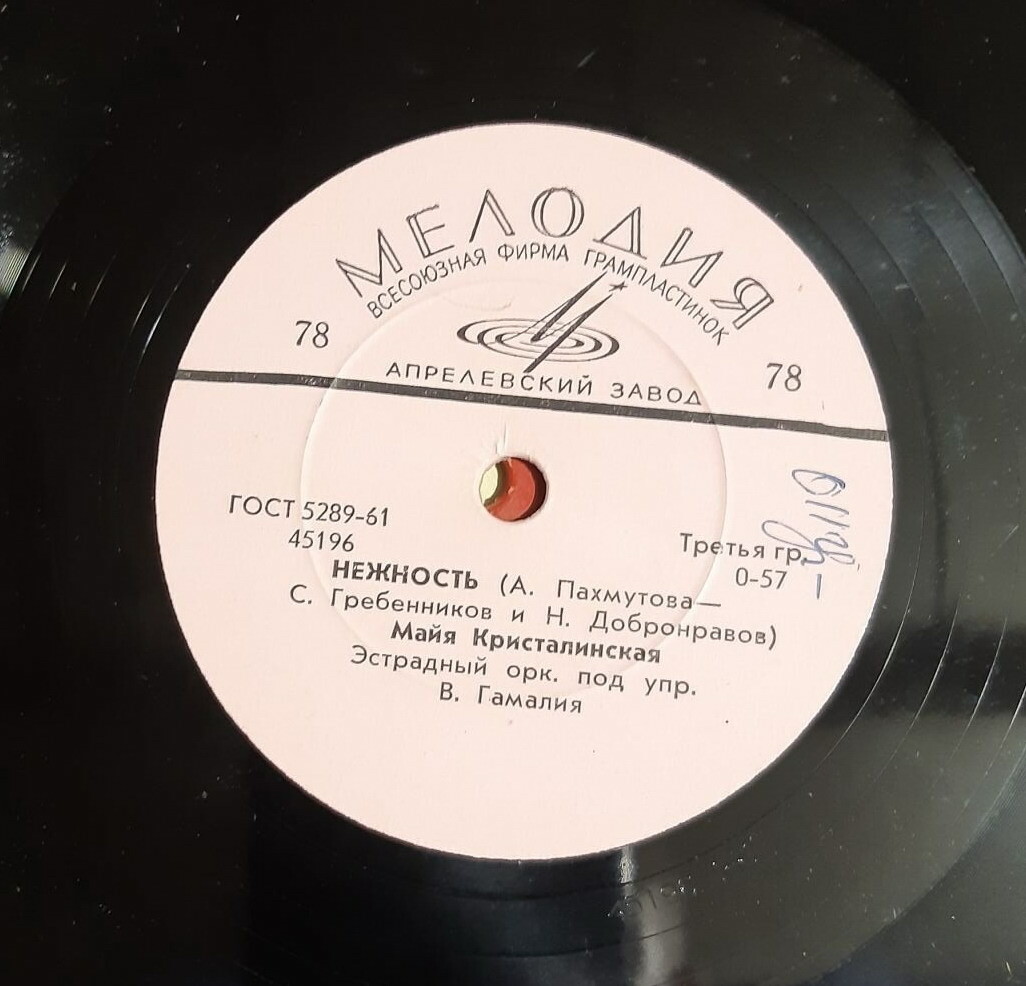 МЕЛОДИЯ
ВСЕСОЮЗНАЯ ФИРМА ГРАМПЛАСТИНОК
78
78
АПРЕЛЕВСКИЙ ЗАВОД
ГОСТ 5289-61
45196
Третья гр.
0-57
НЕЖНОСТЬ (А. Пахмутова—
С. Гребенников и Н. Добронравов)
Майя Кристалинская
Эстрадный орк. под упр.
В. Гамалия